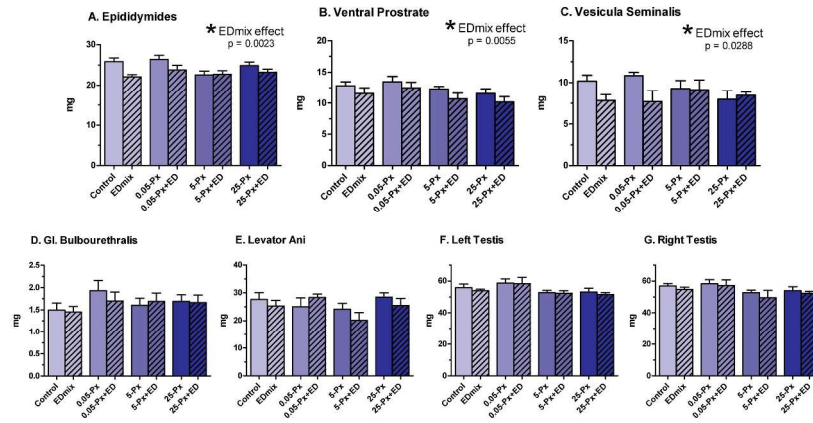 A. Epididymides
* EDmix effect
p = 0.0023
mg
30
20
10
0
Control
EDmix
0.05-Px
0.05-Px+ED
5-Px
5-Px+ED
25-Px
25-Px+ED
B. Ventral Prostrate
* EDmix effect
p = 0.0055
mg
20
15
10
5
0
Control
EDmix
0.05-Px
0.05-Px+ED
5-Px
5-Px+ED
25-Px
25-Px+ED
C. Vesicula Seminalis
* EDmix effect
p = 0.0288
mg
15
10
5
0
Control
EDmix
0.05-Px
0.05-Px+ED
5-Px
5-Px+ED
25-Px
25-Px+ED
D. Gl. Bulbourethralis
mg
2.5
2.0
1.5
1.0
0.5
0.0
Control
EDmix
0.05-Px
0.05-Px+ED
5-Px
5-Px+ED
25-Px
25-Px+ED
E. Levator Ani
mg
40
30
20
10
0
Control
EDmix
0.05-Px
0.05-Px+ED
5-Px
5-Px+ED
25-Px
25-Px+ED
F. Left Testis
mg
80
60
40
20
0
Control
EDmix
0.05-Px
0.05-Px+ED
5-Px
5-Px+ED
25-Px
25-Px+ED
G. Right Testis
mg
80
60
40
20
0
Control
EDmix
0.05-Px
0.05-Px+ED
5-Px
5-Px+ED
25-Px
25-Px+ED